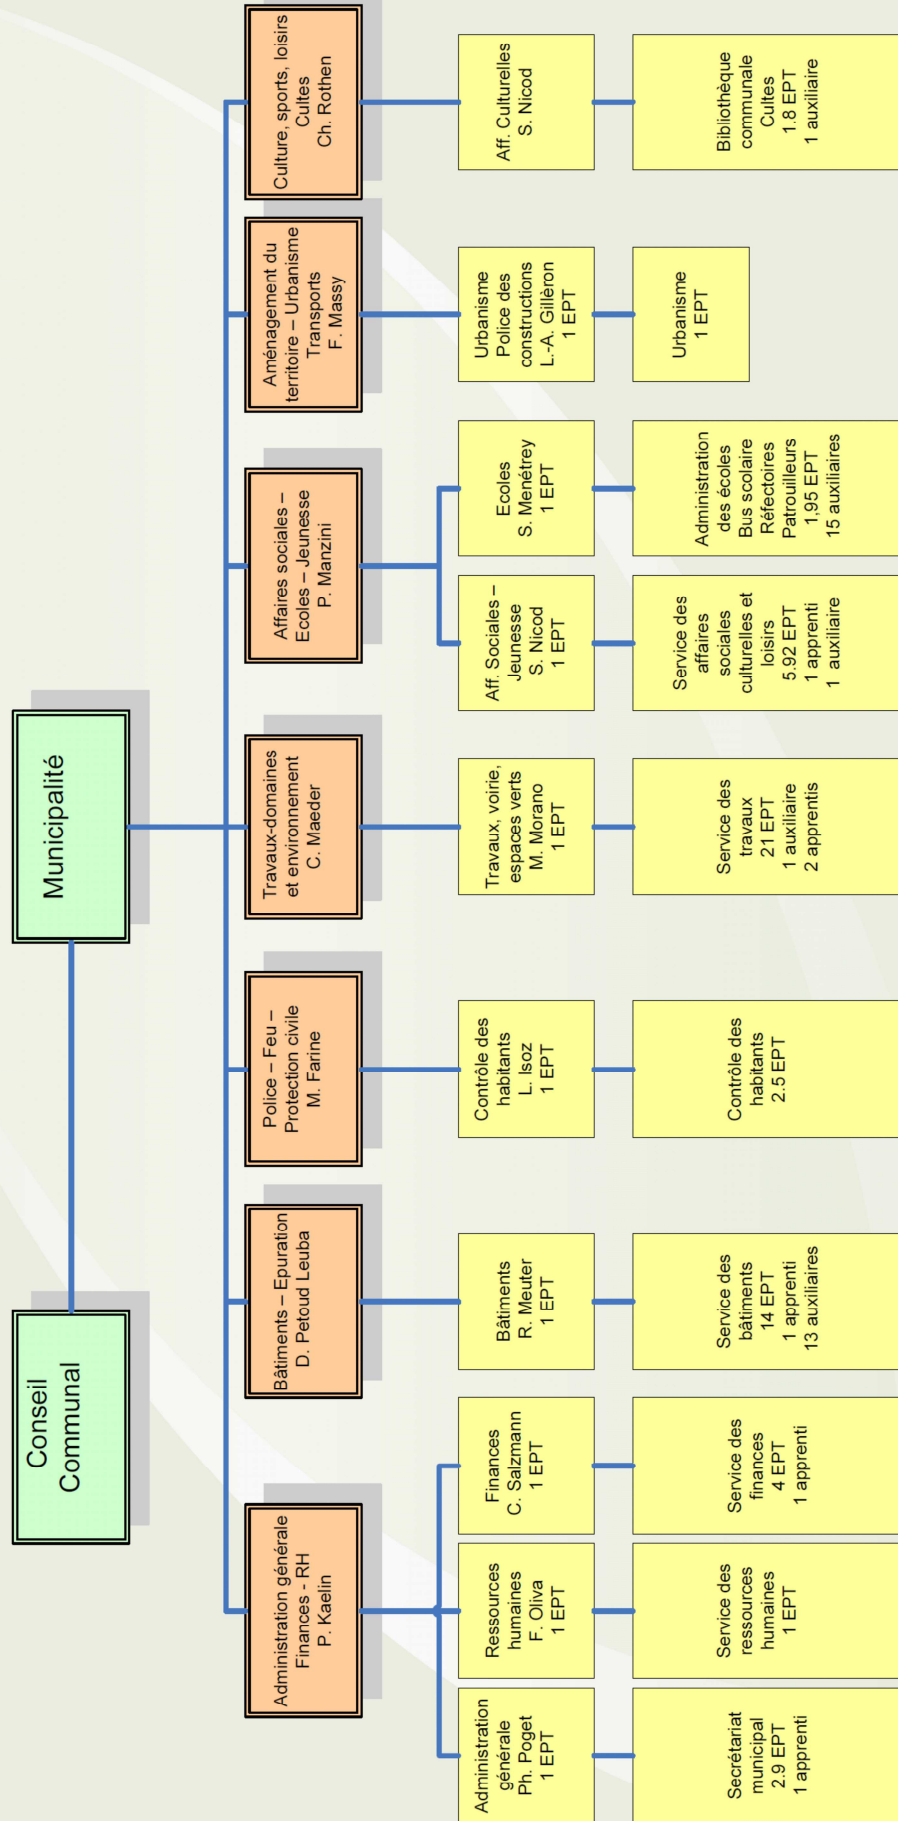 Conseil
Communal
Municipalité
Administration générale
Finances - RH
P. Kaelin
Bâtiments – Epuration
D. Petoud Leuba
Police – Feu –
Protection civile
M. Farine
Travaux-domaines
et environnement
C. Maeder
Affaires sociales –
Ecoles – Jeunesse
P. Manzini
Aménagement du
territoire – Urbanisme
Transports
F. Massy
Culture, sports, loisirs
Cultes
Ch. Rothen
Administration
générale
Ph. Poget
1 EPT
Ressources
humaines
F. Oliva
1 EPT
Finances
C. Salzmann
1 EPT
Bâtiments
R. Meuter
1 EPT
Contrôle des
habitants
L. Isoz
1 EPT
Travaux, voirie,
espaces verts
M. Morano
1 EPT
Aff. Sociales –
Jeunesse
S. Nicod
1 EPT
Ecoles
S. Menétrey
1 EPT
Urbanisme
Police des
constructions
L.-A. Gillèron
1 EPT
Aff. Culturelles
S. Nicod
Secrétariat
municipal
2.9 EPT
1 apprenti
Service des
ressources
humaines
1 EPT
Service des
finances
4 EPT
1 apprenti
Service des
bâtiments
14 EPT
1 apprenti
13 auxiliaires
Contrôle des
habitants
2.5 EPT
Service des
travaux
21 EPT
1 auxiliaire
2 apprentis
Service des
affaires
sociales
culturelles et
loisirs
5.92 EPT
1 apprenti
1 auxiliaire
Administration
des écoles
Bus scolaire
Réfectoires
Patrouilleurs
1,95 EPT
15 auxiliaires
Urbanisme
1 EPT
Bibliothèque
communale
Cultes
1.8 EPT
1 auxiliaire